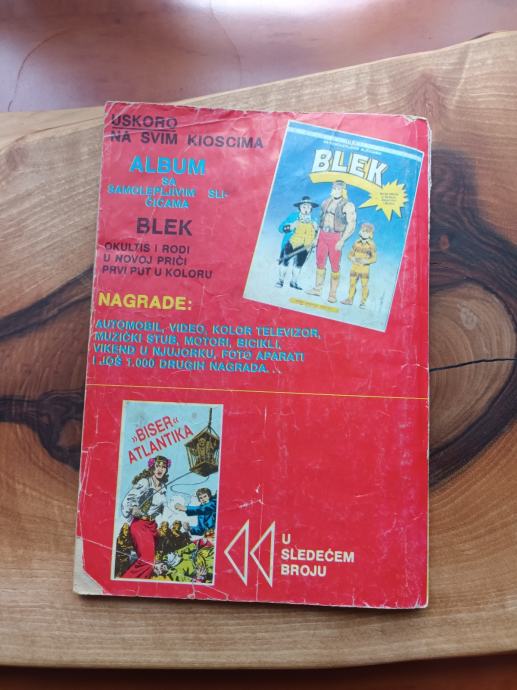 USKORO
NA SVIM KIOSCIMA
ALBUM
SA
SAMOLEPLJIVIM SLI-
ČICAMA
BLEK
OKULTIS I RODI
U NOVOJ PRIČI
PRVI PUT U KOLORU
NAGRADE:
AUTOMOBIL, VIDEO, KOLOR TELEVIZOR,
MUZIČKI STUB, MOTORI, BICIKLI,
VIKEND U NJUJORKU, FOTO APARATI
I JOŠ 1.000 DRUGIH NAGRADA...
BLEK
»BISER«
ATLANTIKA
U
SLEDEĆEM
BROJU